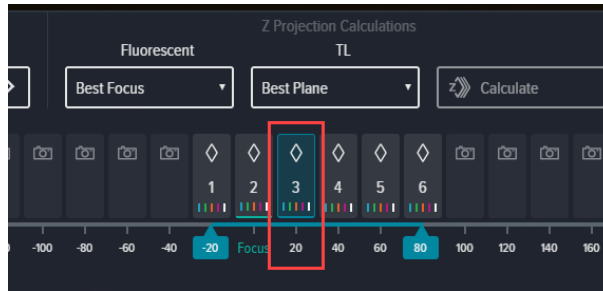 Z Projection Calculations
Fluorescent TL
Best Focus Best Plane Z Calculate
1 2 3 4 5 6
-100 -80 -60 -40 -20 Focus 20 40 60 80 100 120 140 160